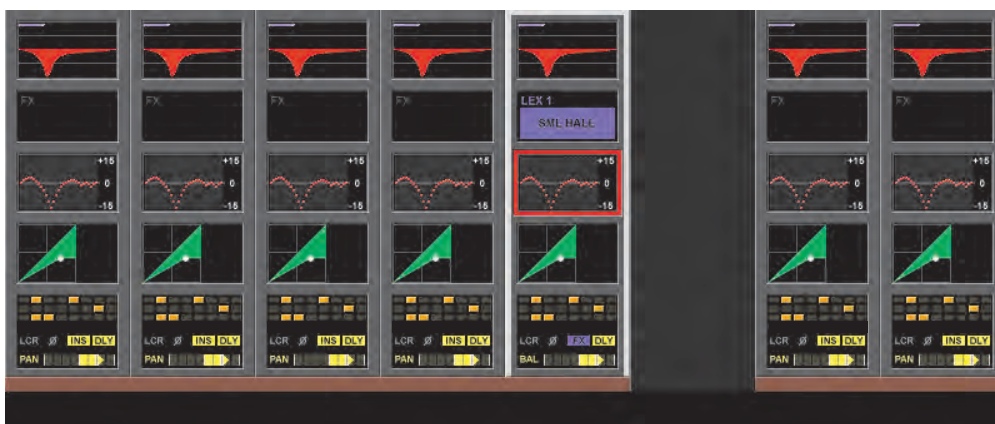 FX FX FX FX LEX 1 FX FX
SML HALL
+15 +15 +15 +15 +15 +15 +15
0 0 0 0 0 0 0
-15 -15 -15 -15 -15 -15 -15
LCR Ø INS DLY LCR Ø INS DLY LCR Ø INS DLY LCR Ø INS DLY LCR Ø FX DLY LCR Ø INS DLY LCR Ø INS DLY
PAN PAN PAN PAN BAL PAN PAN